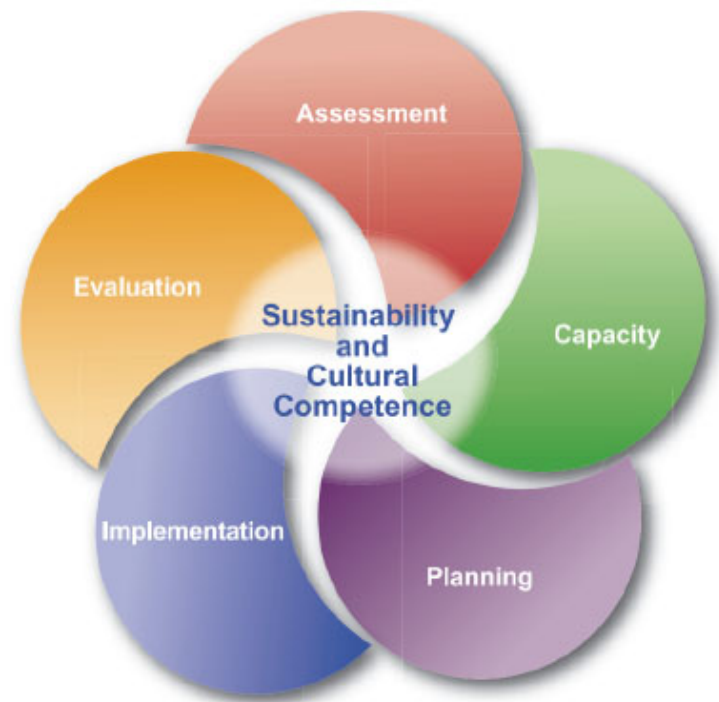 Assessment
Capacity
Planning
Implementation
Evaluation
Sustainability
and
Cultural
Competence